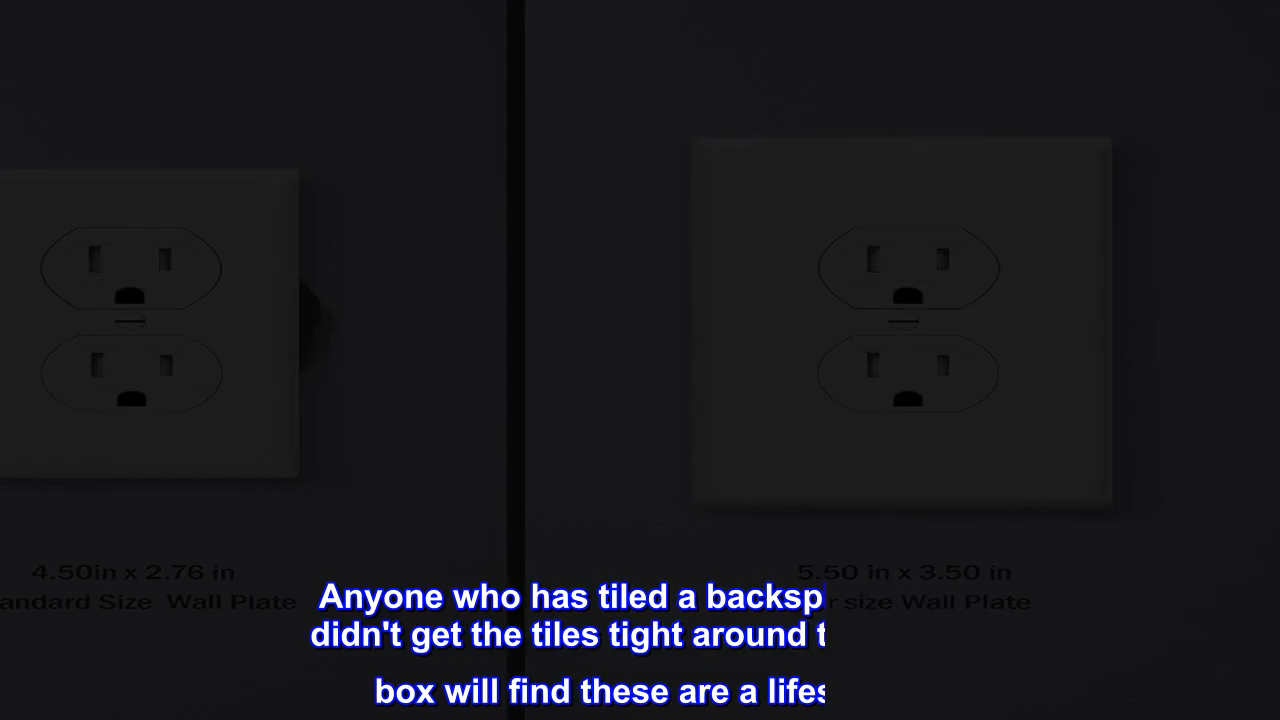 4.50in x 2.76 in
5.50 in x 3.50 in
Size Wall Plate
size Wall Plate
Anyone who has tiled a backsp
didn't get the tiles tight around t
box will find these are a lifes